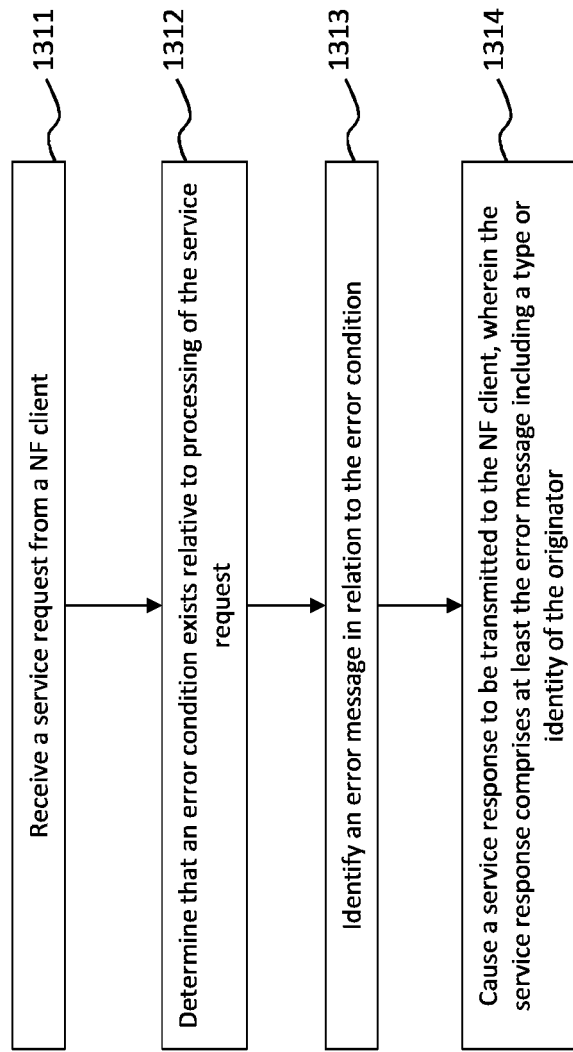 Receive a service request from a NF client
1311
Determine that an error condition exists relative to processing of the service
request
1312
Identify an error message in relation to the error condition
1313
Cause a service response to be transmitted to the NF client, wherein the
service response comprises at least the error message including a type or
identity of the originator
1314